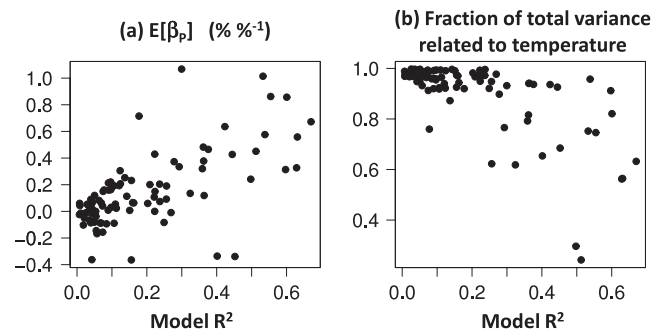 (a) E[βP] (% %-1)
(b) Fraction of total variance
related to temperature
1.0
0.8
0.6
0.4
0.2
0.0
−0.2
−0.4
0.0 0.2 0.4 0.6
Model R2
1.0
0.8
0.6
0.4
0.0 0.2 0.4 0.6
Model R2